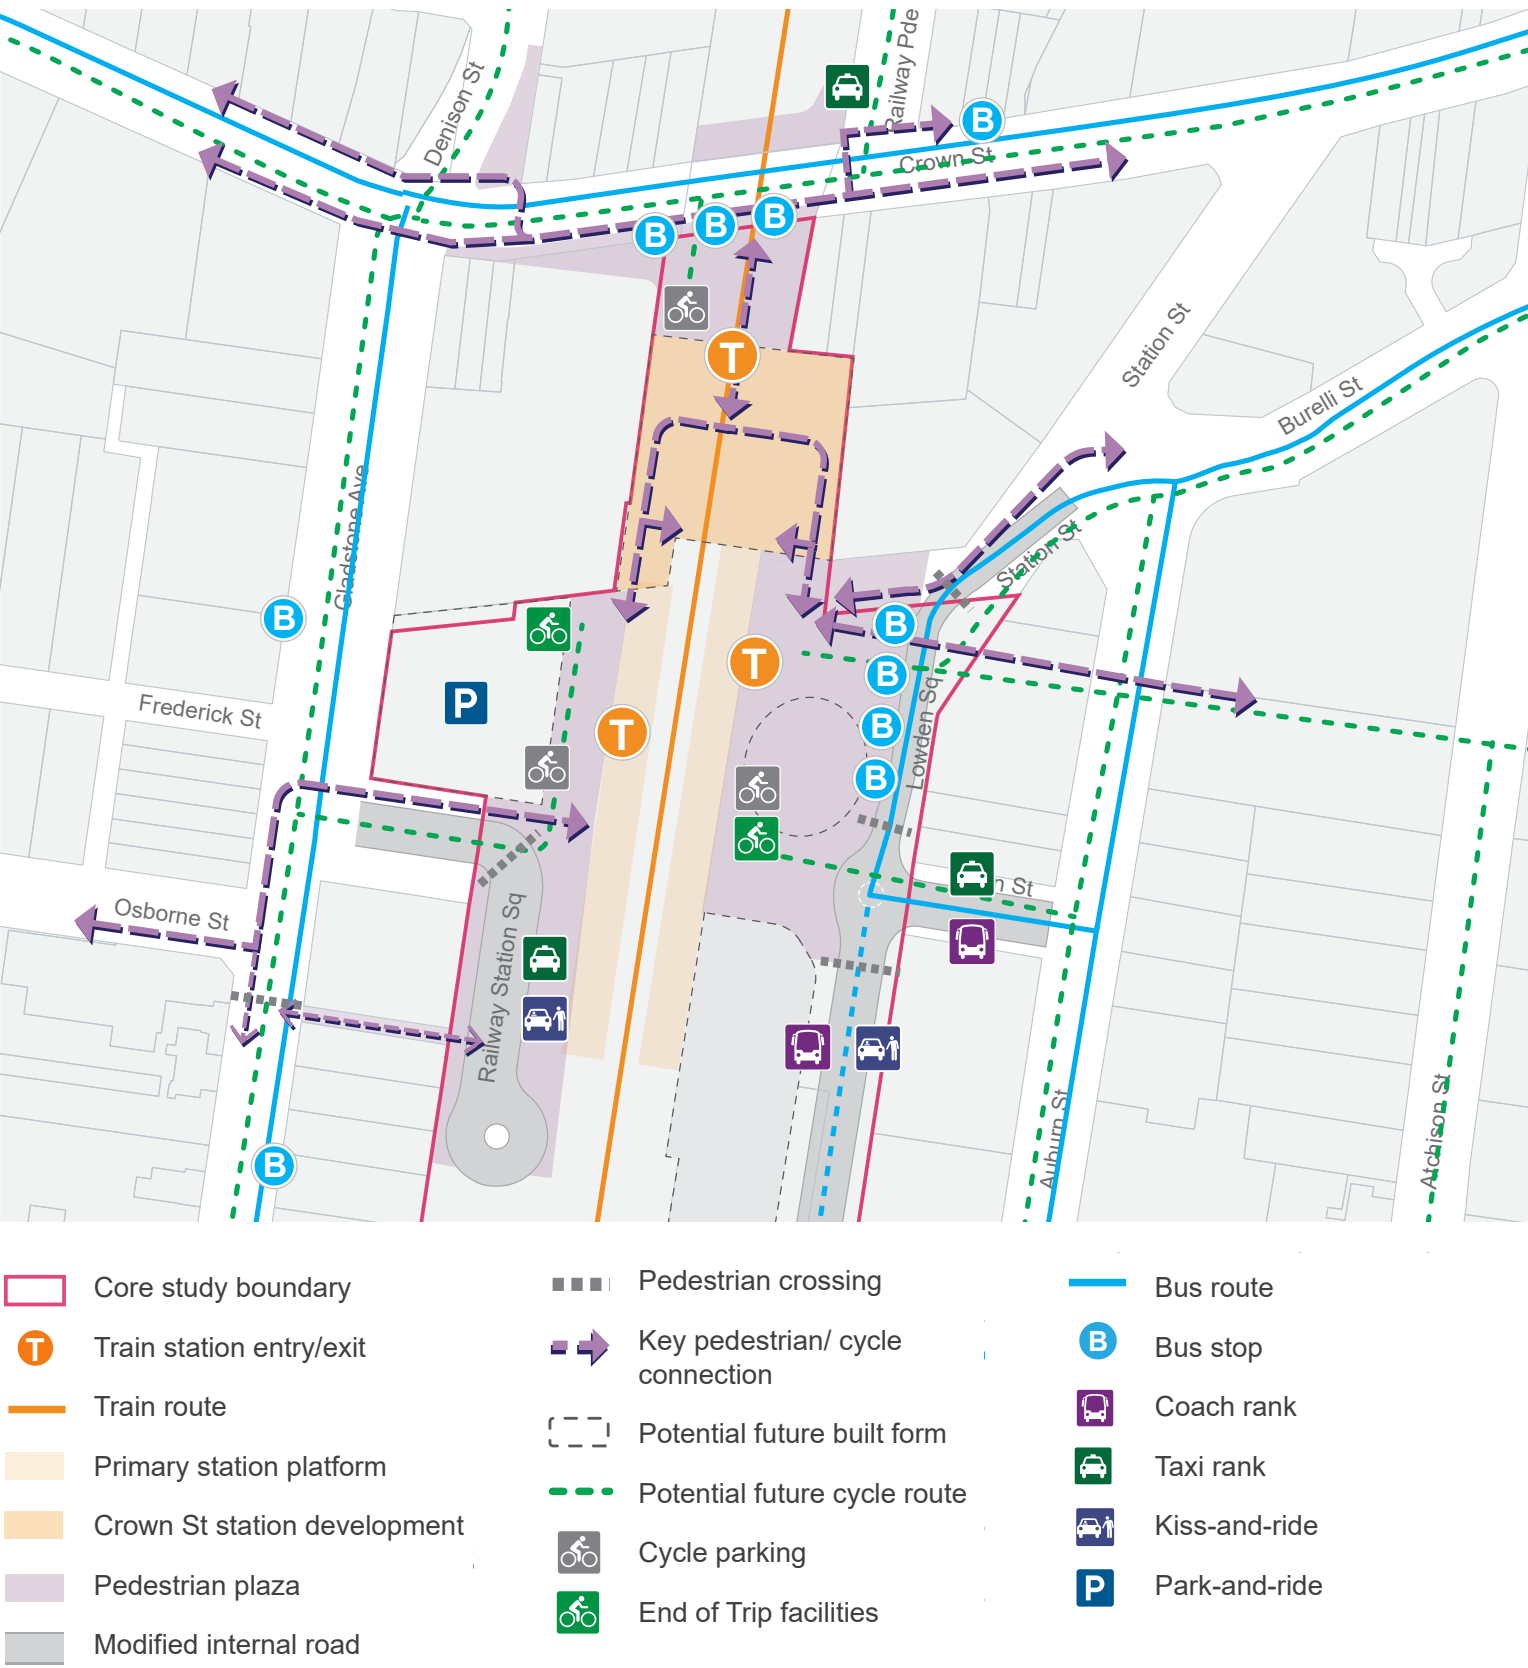 Railway Pde
Denison St
B
Crown St
B
B
B
T
Station St
Burelli St
Gladstone Ave
Station St
B
B
T
B
P
Frederick St
T
B
Lowden Sq
B
n St
Osborne St
Railway Station Sq
Auburn St
Atchison St
B
Core study boundary
T
Train station entry/exit
Train route
Primary station platform
Crown St station development
Pedestrian plaza
Modified internal road
Pedestrian crossing
Key pedestrian/ cycle
connection
Potential future built form
Potential future cycle route
Cycle parking
End of Trip facilities
Bus route
B
Bus stop
Coach rank
Taxi rank
Kiss-and-ride
P
Park-and-ride